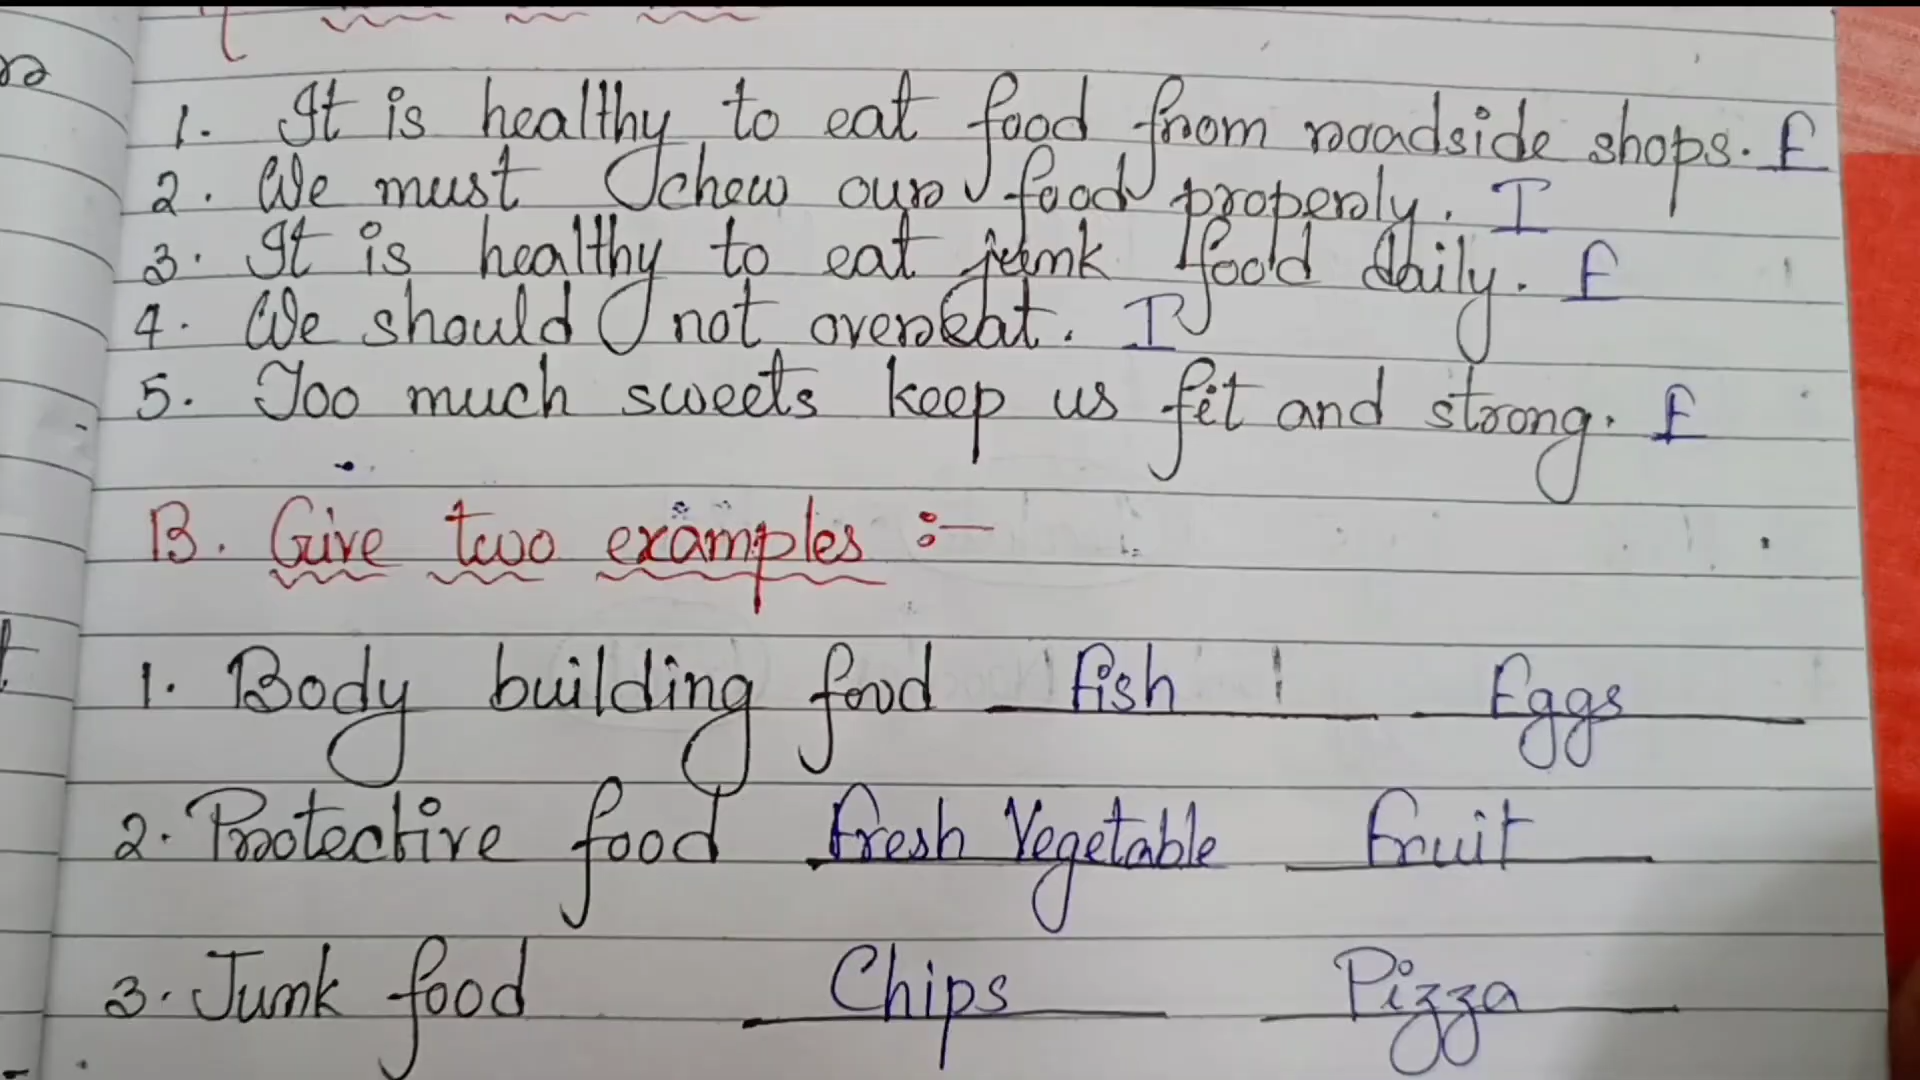 1. It is healthy to eat food from roadside shops. F
2. We must chew our food properly. T
3. It is healthy to eat junk food daily. F
4. We should not overeat. T
5. Too much sweets keep us fit and strong. F
B. Give two examples :-
1. Body building food Fish Eggs
2. Protective food Fresh Vegetable Fruit
3. Junk food Chips Pizza